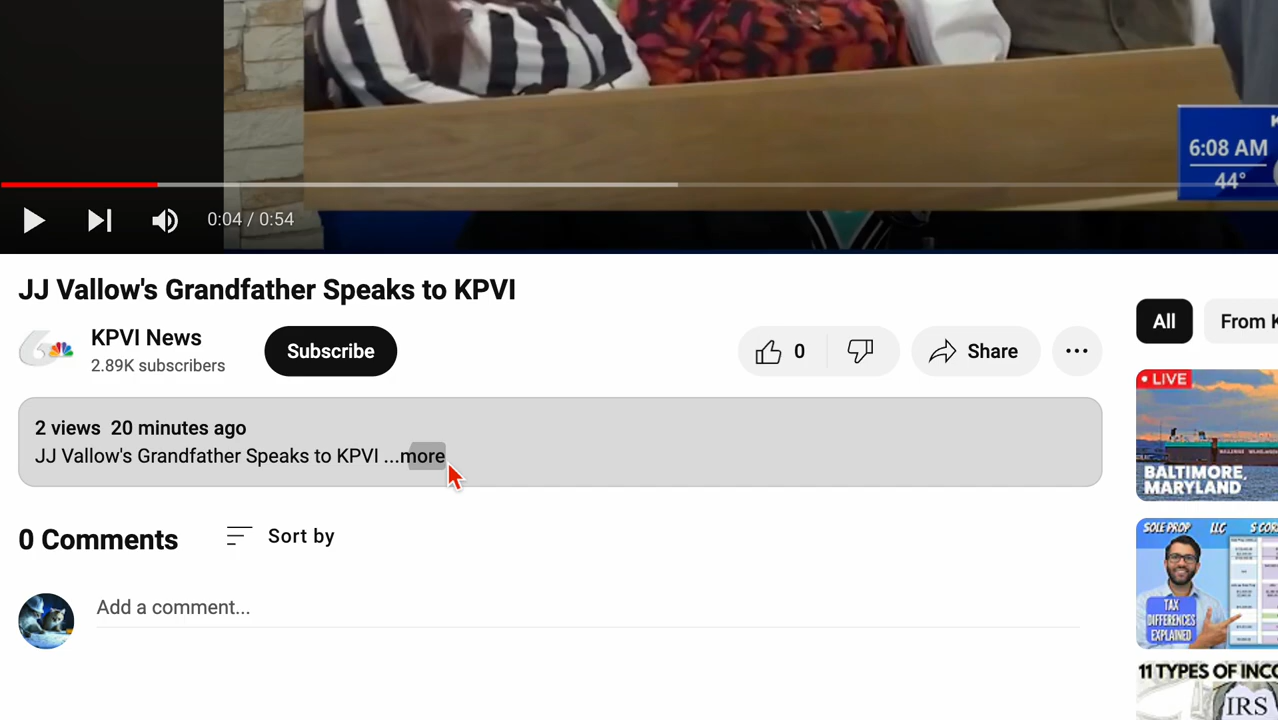 6:08 AM
44°
0:04 / 0:54
JJ Vallow's Grandfather Speaks to KPVI
KPVI News
2.89K subscribers
Subscribe
0
Share
All
From K
2 views 20 minutes ago
JJ Vallow's Grandfather Speaks to KPVI ...more
LIVE
BALTIMORE,
MARYLAND
0 Comments
Sort by
Add a comment...
SOLE PROP LLC S COR
TAX
DIFFERENCES
EXPLAINED
11 TYPES OF INCO
IRS